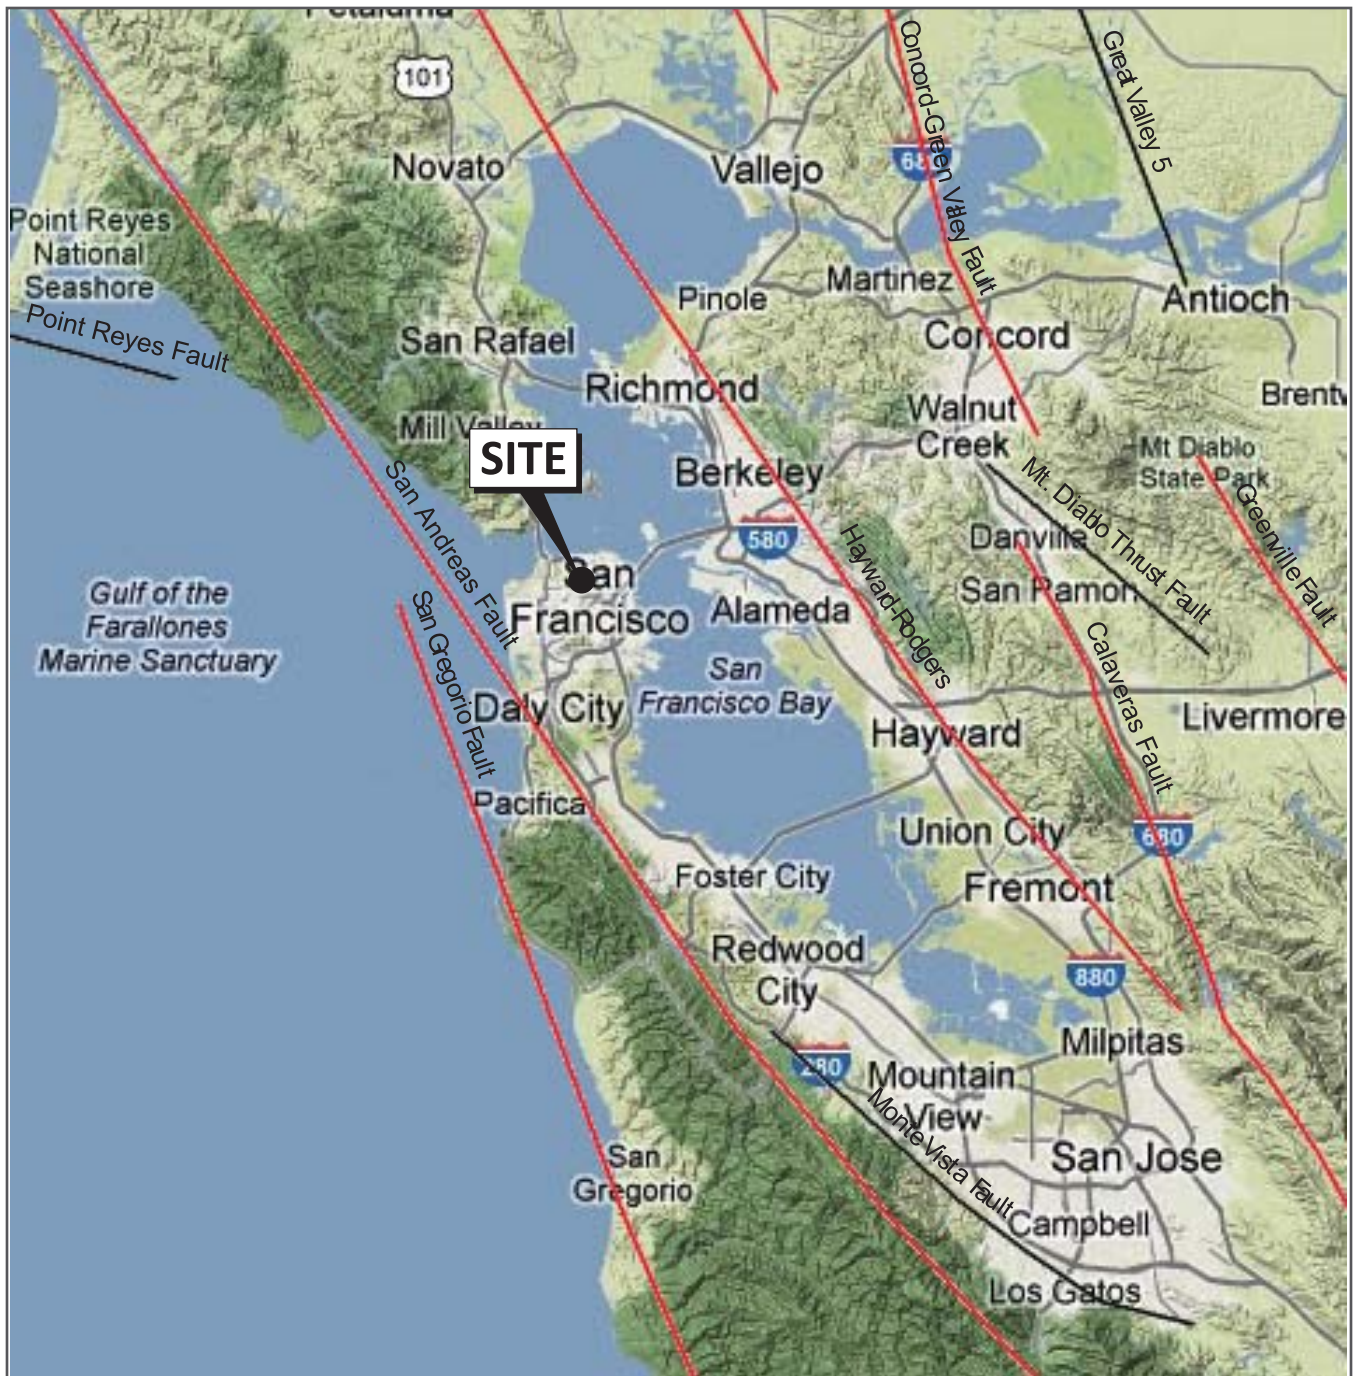 Petaluma
101
Concord-Green Valley Fault
Great Valley 5
Novato
Vallejo
680
Point Reyes
National
Seashore
Martinez
Pinole
Antioch
Point Reyes Fault
San Rafael
Concord
Richmond
Brentw
Walnut
Creek
Mill Valley
SITE
Berkeley
Mt Diablo
State Park
San Andreas Fault
Mt. Diablo Thrust Fault
Greenville Fault
580
Hayward-Rodgers
Danville
San Ramon
San
Francisco
Alameda
Gulf of the
Farallones
Marine Sanctuary
San Gregorio Fault
San
Francisco Bay
Calaveras Fault
Daly City
Livermore
Hayward
Pacifica
Union City
680
Foster City
Fremont
Redwood
City
880
Milpitas
280
Mountain
View
Monte Vista Fault
San
Gregorio
San Jose
Campbell
Los Gatos